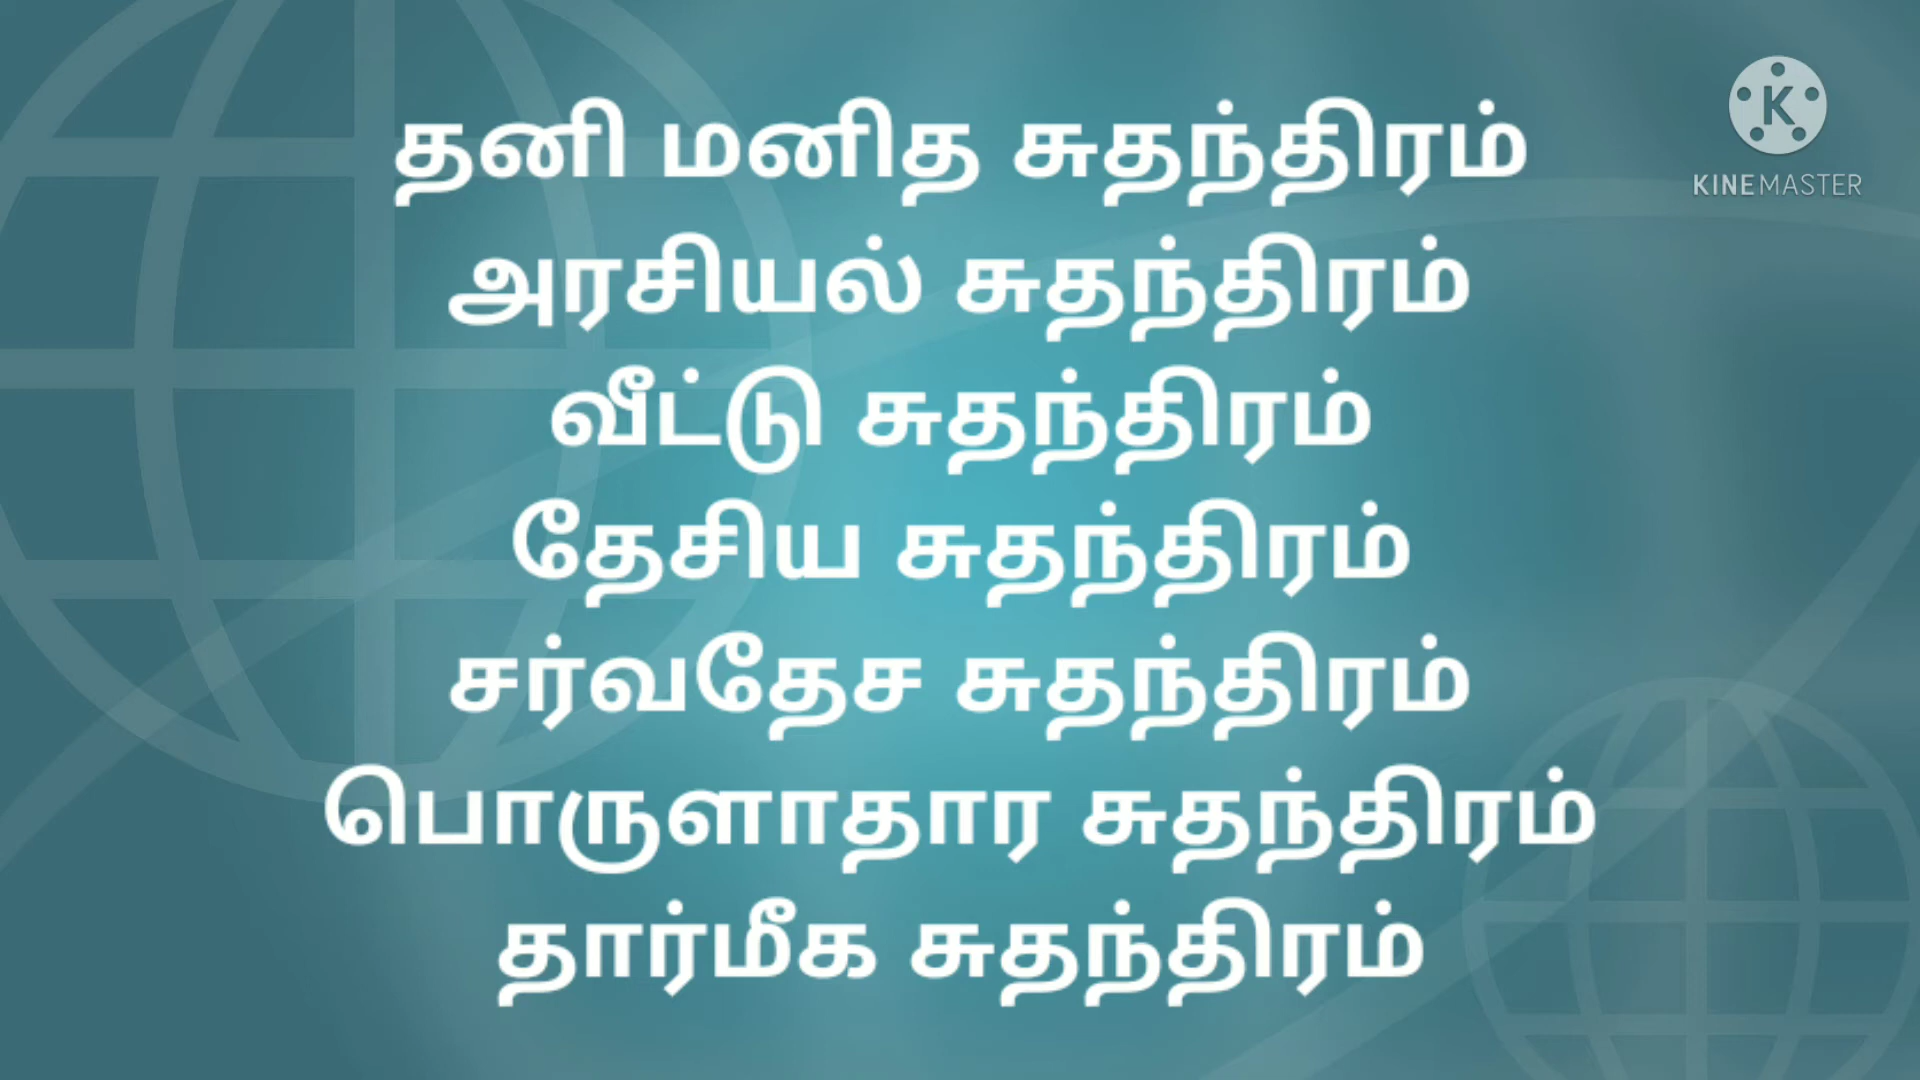 தனி மனித சுதந்திரம்
அரசியல் சுதந்திரம்
வீட்டு சுதந்திரம்
தேசிய சுதந்திரம்
சர்வதேச சுதந்திரம்
பொருளாதார சுதந்திரம்
தார்மீக சுதந்திரம்
K
KINEMASTER